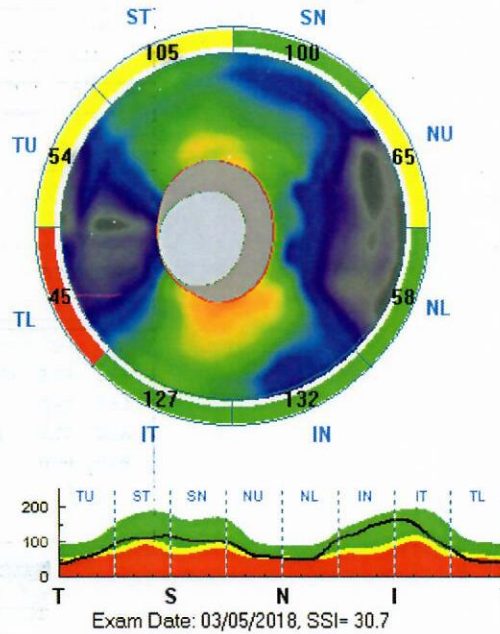 ST SN
105 100
TU 54 65 NU
TL 45 58 NL
127 132
IT IN
TU ST SN NU NL IN IT TL
200
100
0
T S N I
Exam Date: 03/05/2018, SSI= 30.7